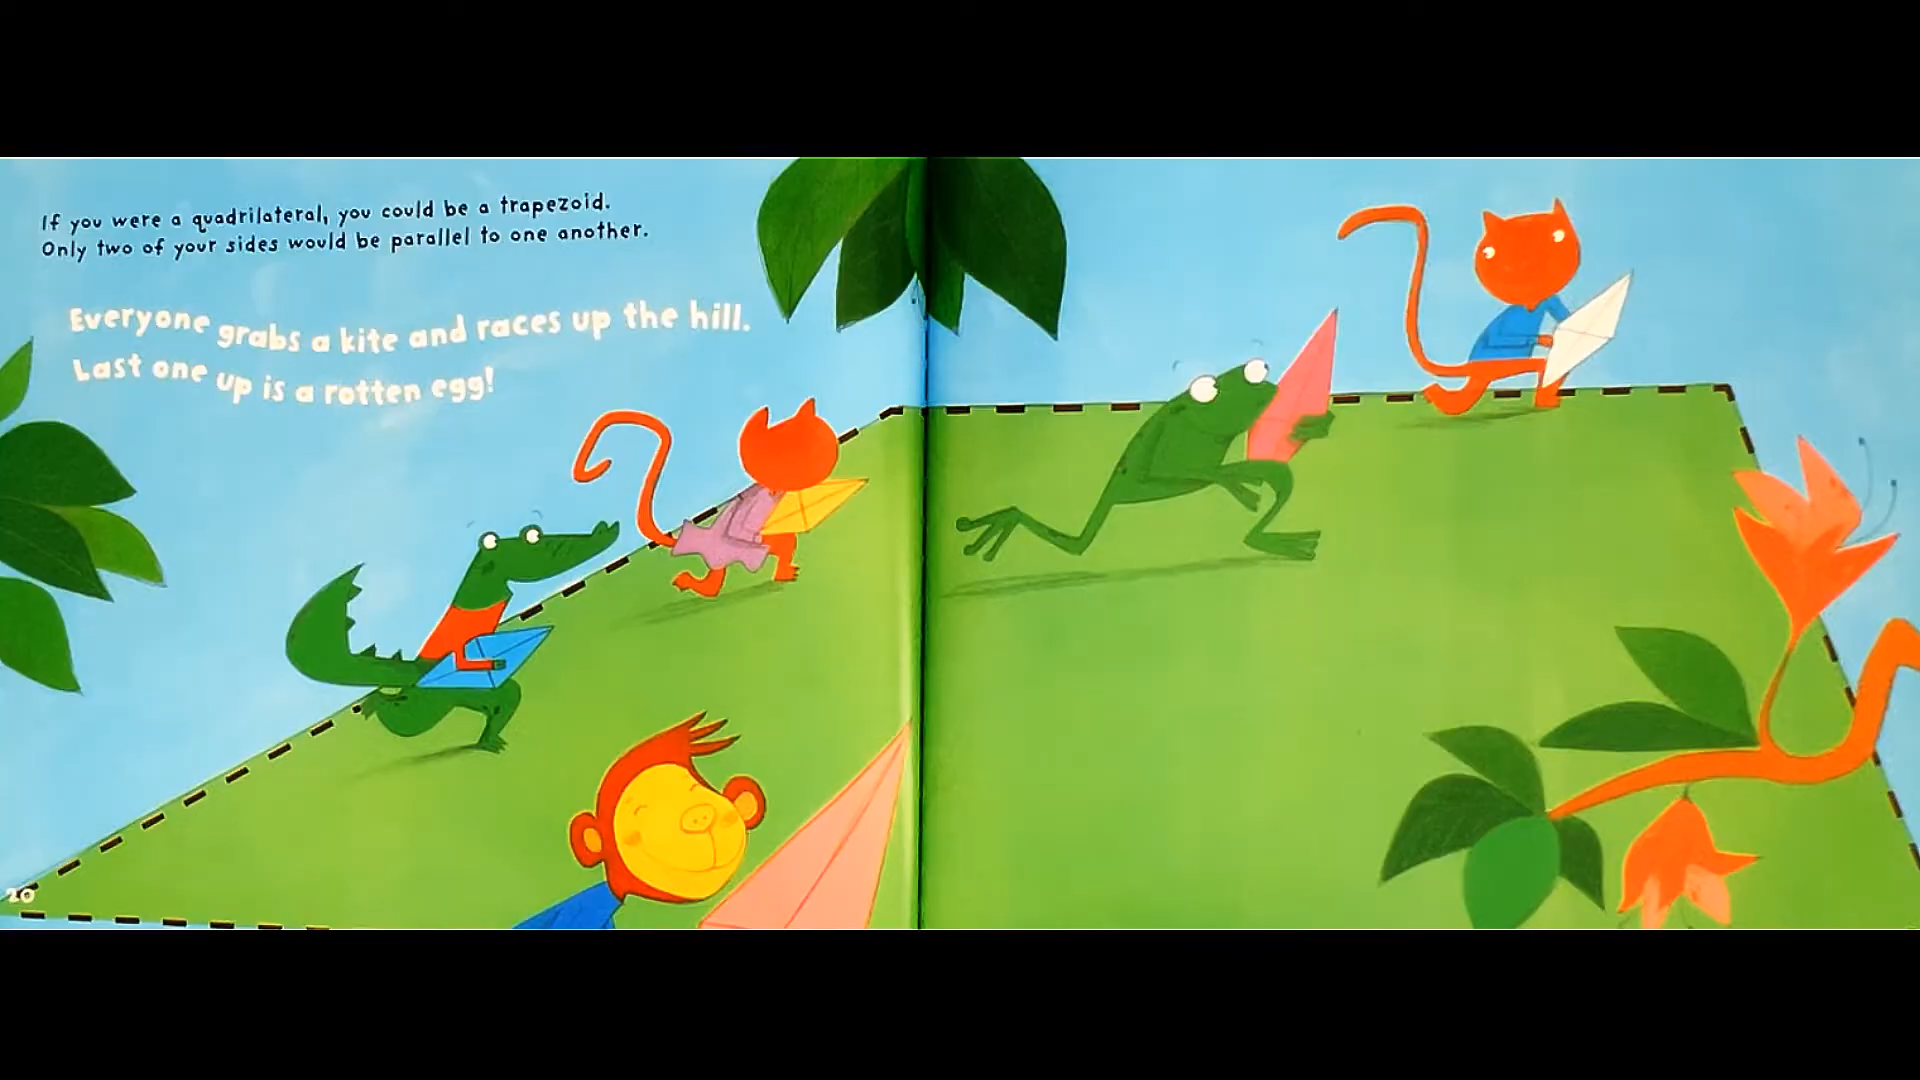 If you were a quadrilateral, you could be a trapezoid.
Only two of your sides would be parallel to one another.
Everyone grabs a kite and races up the hill.
Last one up is a rotten egg!
20